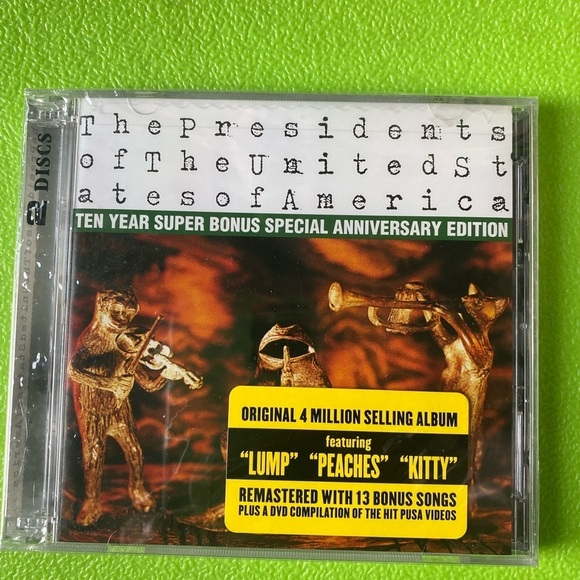 ThePresidents
ofTheUnitedSt
atesofAmerica
2 DISCS
TEN YEAR SUPER BONUS SPECIAL ANNIVERSARY EDITION
ORIGINAL 4 MILLION SELLING ALBUM
featuring
"LUMP" "PEACHES" "KITTY"
REMASTERED WITH 13 BONUS SONGS
PLUS A DVD COMPILATION OF THE HIT PUSA VIDEOS